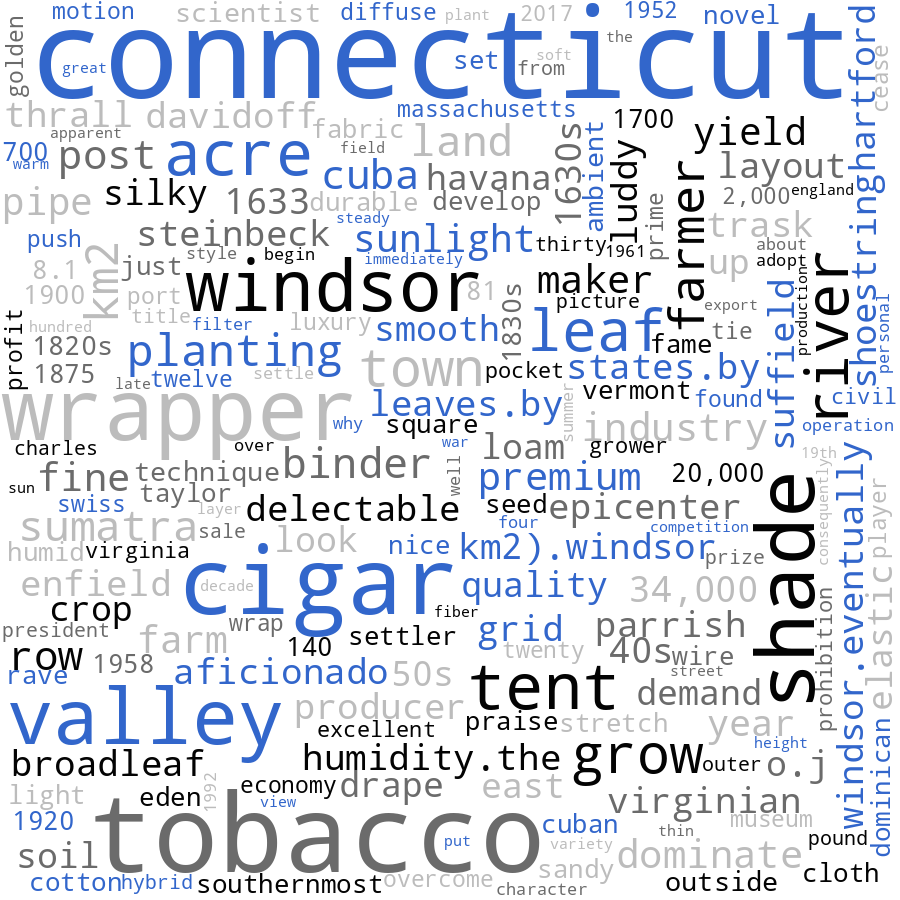 motion
scientist
diffuse
plant
2017
1952
novel
golden
connecticut
great
set
from
soft
the
hartford
cease
thrall
davidoff
massachusetts
apparent
fabric
field
land
1630s
ambient
1700
luddy
yield
700
warm
post
acre
cuba
havana
layout
pipe
silky
1633
durable
develop
prime
farmer
2,000
england
steady
trask
push
steinbeck
sunlight
thirty
1961
about
km2
just
style
begin
immediately
up
adopt
8.1
windsor
81
maker
river
shoestring
1900
port
picture
export
production
personal
title
filter
luxury
smooth
1830s
leaf
tie
suffield
hundred
profit
1820s
planting
town
fame
1875
late
twelve
settle
pocket
states.by
wrapper
leaves.by
summer
vermont
found
civil
why
square
industry
operation
charles
over
war
loam
grower
19th
sun
fine
technique
binder
well
premium
20,000
shade
consequently
windsor.eventually
swiss
taylor
layer
delectable
seed
epicenter
player
sumatra
sale
look
four
competition
humid
virginia
nice
km2).windsor
prize
enfield
decade
cigar
quality
34,000
elastic
crop
fiber
president
farm
wrap
140
settler
grid
parrish
prohibition
row
1958
twenty
40s
wire
rave
aficionado
50s
tent
street
demand
valley
producer
praise
stretch
year
excellent
height
dominican
broadleaf
humidity.the
grow
outer
o.j
light
eden
1992
economy
drape
east
virginian
view
1920
tobacco
cuban
thin
museum
put
variety
pound
soil
dominate
cotton
hybrid
southernmost
overcome
character
sandy
outside
cloth